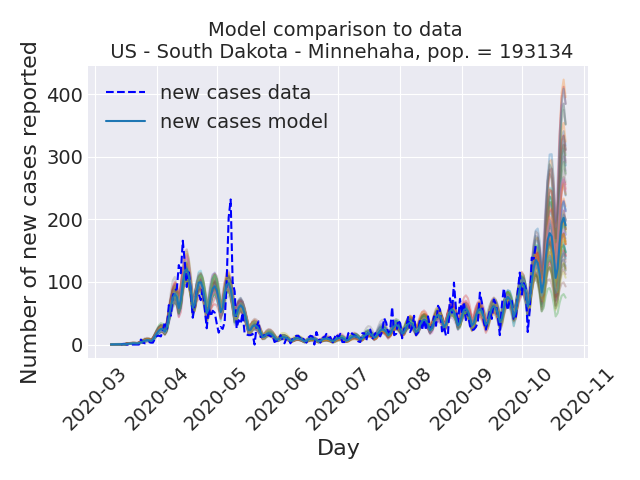 Model comparison to data
US - South Dakota - Minnehaha, pop. = 193134
Number of new cases reported
400
300
200
100
0
new cases data
new cases model
2020-03
2020-04
2020-05
2020-06
2020-07
2020-08
2020-09
2020-10
2020-11
Day